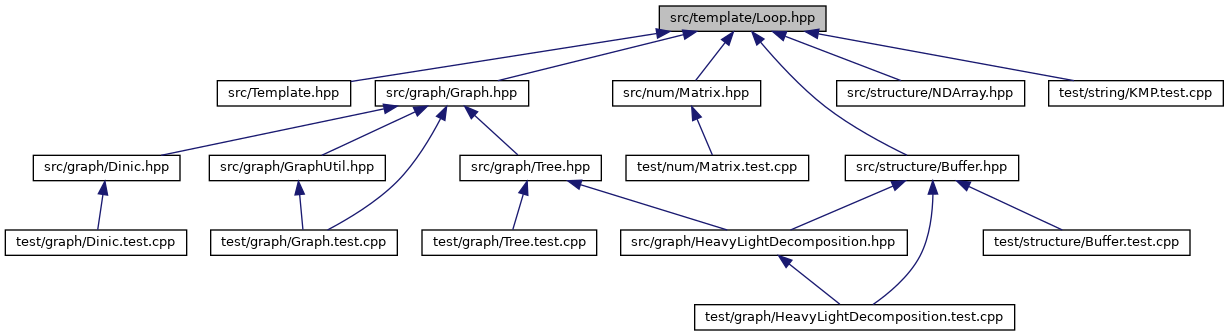 src/template/Loop.hpp
src/Template.hpp
src/graph/Graph.hpp
src/num/Matrix.hpp
src/structure/NDArray.hpp
test/string/KMP.test.cpp
src/graph/Dinic.hpp
src/graph/GraphUtil.hpp
src/graph/Tree.hpp
test/num/Matrix.test.cpp
src/structure/Buffer.hpp
test/graph/Dinic.test.cpp
test/graph/Graph.test.cpp
test/graph/Tree.test.cpp
src/graph/HeavyLightDecomposition.hpp
test/structure/Buffer.test.cpp
test/graph/HeavyLightDecomposition.test.cpp